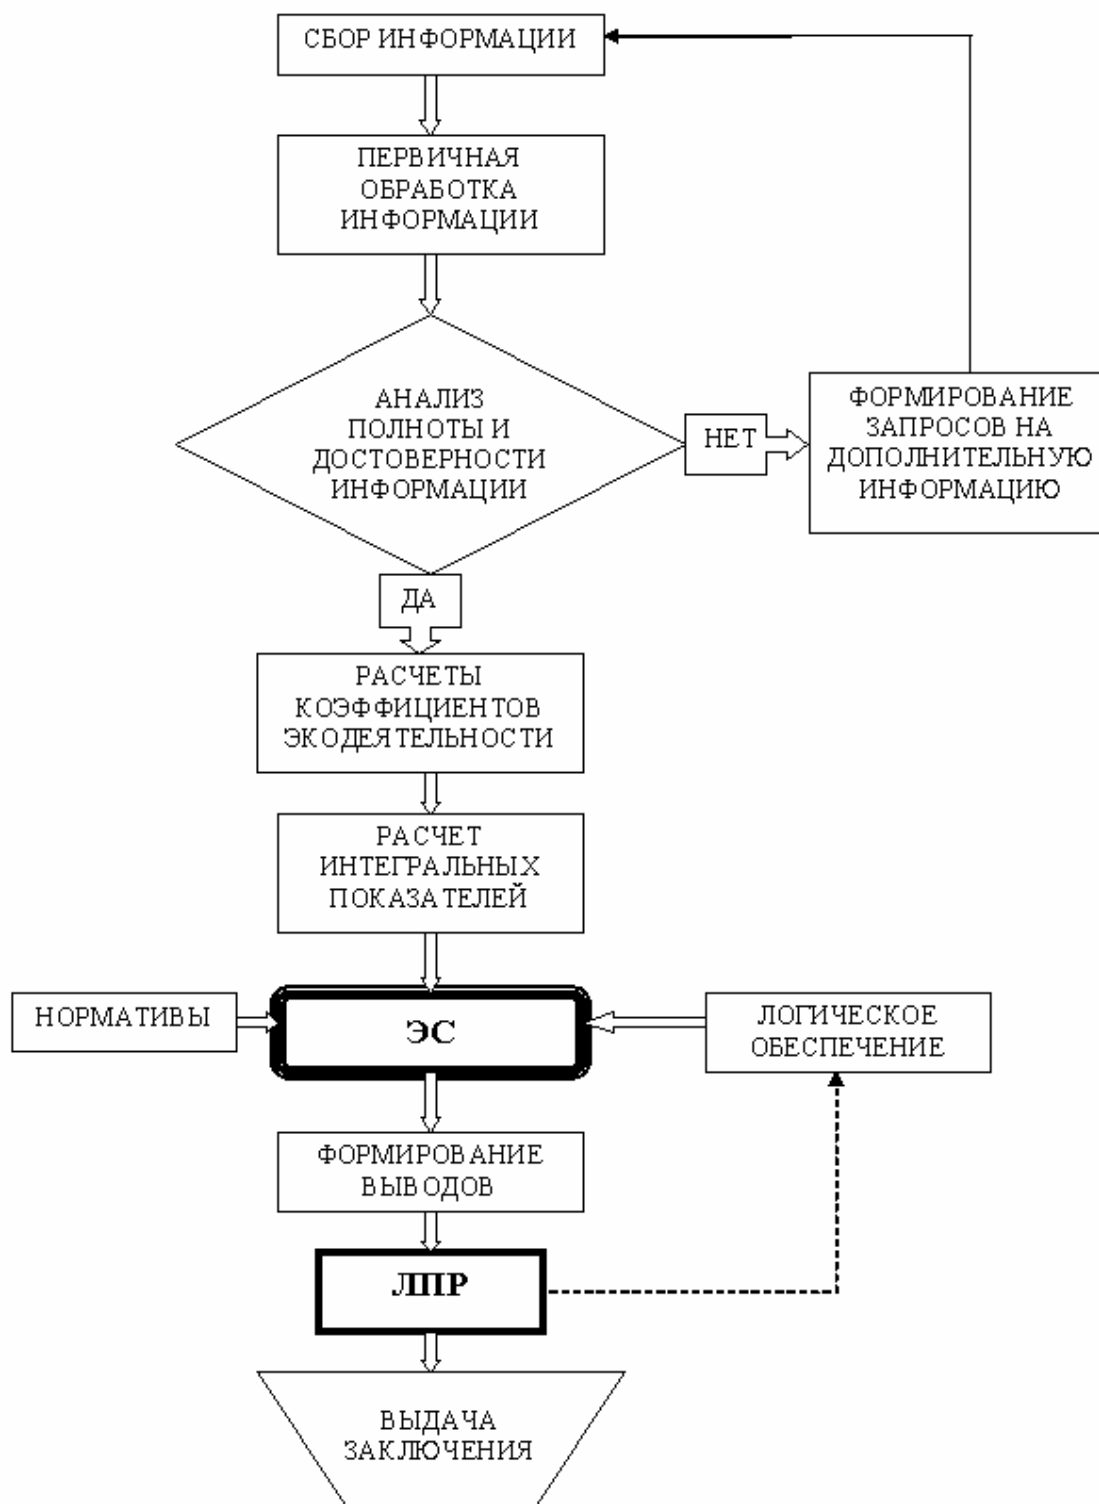 СБОР ИНФОРМАЦИИ
ПЕРВИЧНАЯ
ОБРАБОТКА
ИНФОРМАЦИИ
АНАЛИЗ
ПОЛНОТЫ И
ДОСТОВЕРНОСТИ
ИНФОРМАЦИИ
НЕТ
ФОРМИРОВАНИЕ
ЗАПРОСОВ НА
ДОПОЛНИТЕЛЬНУЮ
ИНФОРМАЦИЮ
ДА
РАСЧЕТЫ
КОЭФФИЦИЕНТОВ
ЭКОДЕЯТЕЛЬНОСТИ
РАСЧЕТ
ИНТЕГРАЛЬНЫХ
ПОКАЗАТЕЛЕЙ
НОРМАТИВЫ
ЭС
ЛОГИЧЕСКОЕ
ОБЕСПЕЧЕНИЕ
ФОРМИРОВАНИЕ
ВЫВОДОВ
ЛПР
ВЫДАЧА
ЗАКЛЮЧЕНИЯ